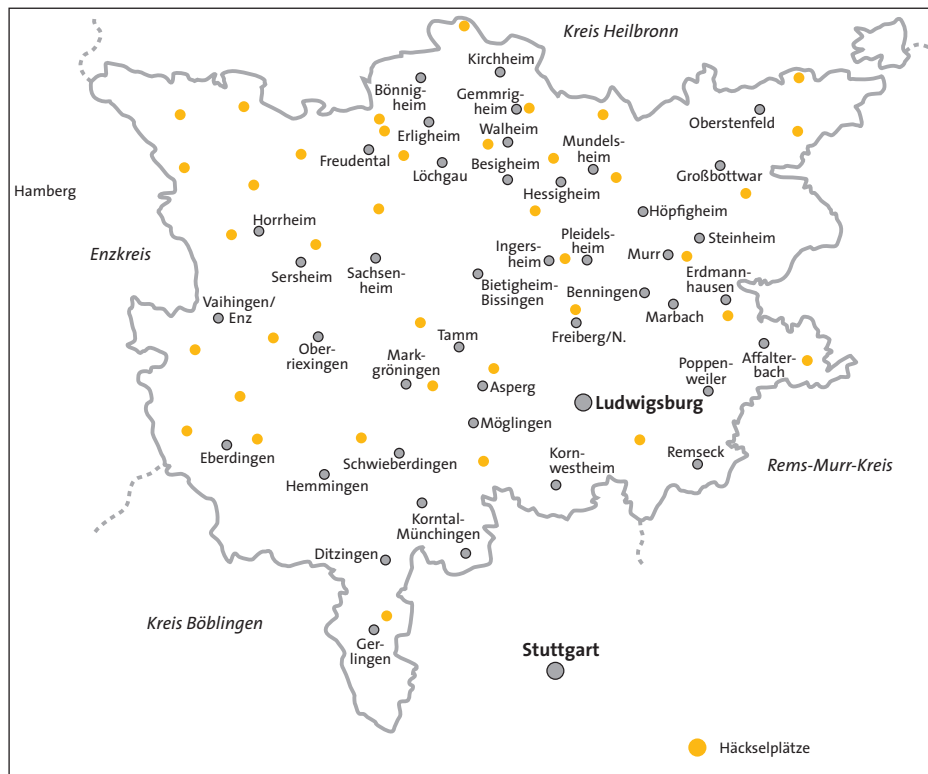 Kreis Heilbronn
Kirchheim
Bönnig-
heim
Gemmrig-
heim
Oberstenfeld
Erligheim
Walheim
Mundels-
heim
Freudental
Löchgau
Besigheim
Großbottwar
Hamberg
Hessigheim
Horrheim
Höpfigheim
Enzkreis
Sersheim
Sachsen-
heim
Ingers-
heim
Pleidels-
heim
Murr
Steinheim
Bietigheim-
Bissingen
Benningen
Erdmann-
hausen
Marbach
Vaihingen/
Enz
Ober-
riexingen
Tamm
Freiberg/N.
Mark-
gröningen
Asperg
Poppen-
weiler
Affalter-
bach
Ludwigsburg
Möglingen
Eberdingen
Schwieberdingen
Korn-
westheim
Remseck
Rems-Murr-Kreis
Hemmingen
Korntal-
Münchingen
Ditzingen
Kreis Böblingen
Ger-
lingen
Stuttgart
Häckselplätze